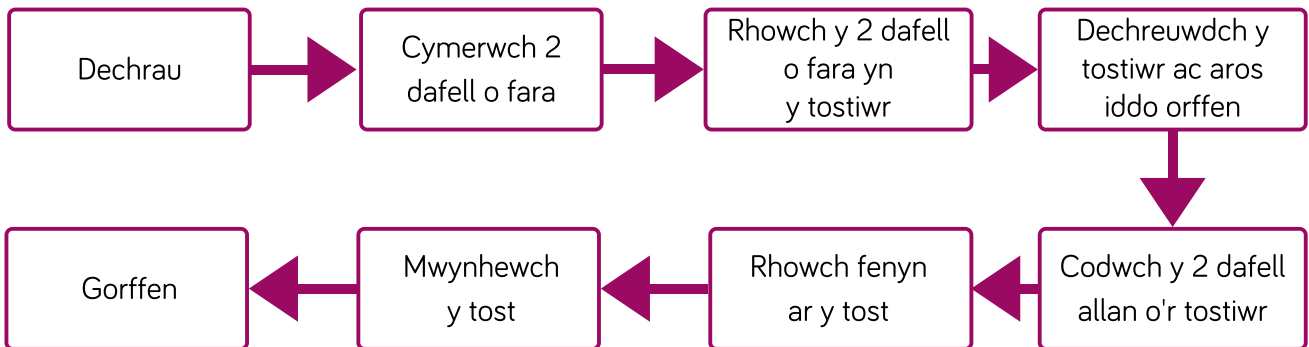 Dechrau
Cymerwch 2
dafell o fara
Rhowch y 2 dafell
o fara yn
y tostiwr
Dechreuwdch y
tostiwr ac aros
iddo orffen
Codwch y 2 dafell
allan o'r tostiwr
Rhowch fenyn
ar y tost
Mwynhewch
y tost
Gorffen